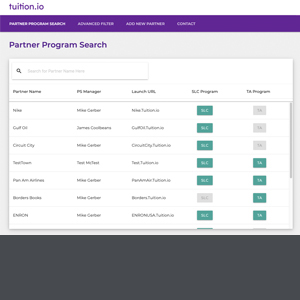 tuition.io
PARTNER PROGRAM SEARCH ADVANCED FILTER ADD NEW PARTNER CONTACT
Partner Program Search
Search for Partner Name Here
Partner Name PS Manager Launch URL SLC Program TA Program
Nike Mike Gerber Nike.Tuition.io SLC TA
Gulf Oil James Goolbeans GulfOil.Tuition.io SLC TA
Circuit City Mike Gerber CircuitCity.Tuition.io SLC TA
TestTown Test McTest Test.Tuition.io SLC TA
Pan Am Airlines Mike Gerber PanAmAir.Tuition.io SLC TA
Borders Books Mike Gerber Borders.Tuition.io SLC TA
ENRON Mike Gerber ENRONUSA.Tuition.io SLC TA